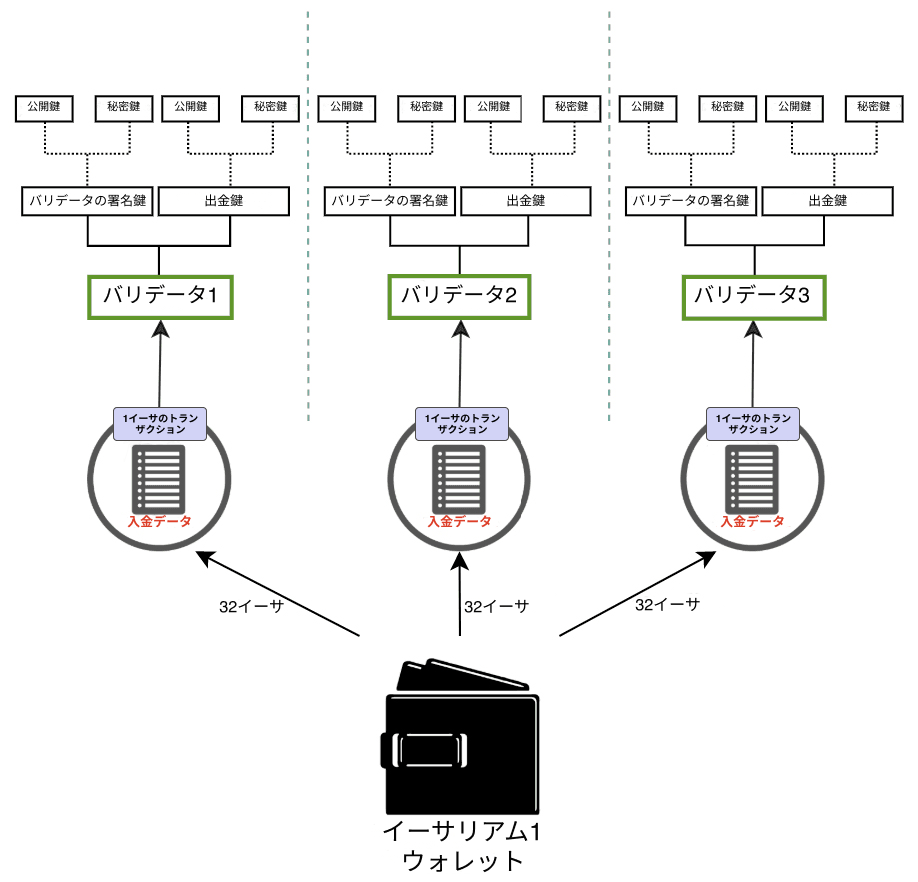 公開鍵
秘密鍵
公開鍵
秘密鍵
公開鍵
秘密鍵
公開鍵
秘密鍵
公開鍵
秘密鍵
公開鍵
秘密鍵
バリデータの署名鍵
出金鍵
バリデータの署名鍵
出金鍵
バリデータの署名鍵
出金鍵
バリデータ1
バリデータ2
バリデータ3
1イーサのトラン
ザクション
入金データ
1イーサのトラン
ザクション
入金データ
1イーサのトラン
ザクション
入金データ
32イーサ
32イーサ
32イーサ
イーサリアム1
ウォレット